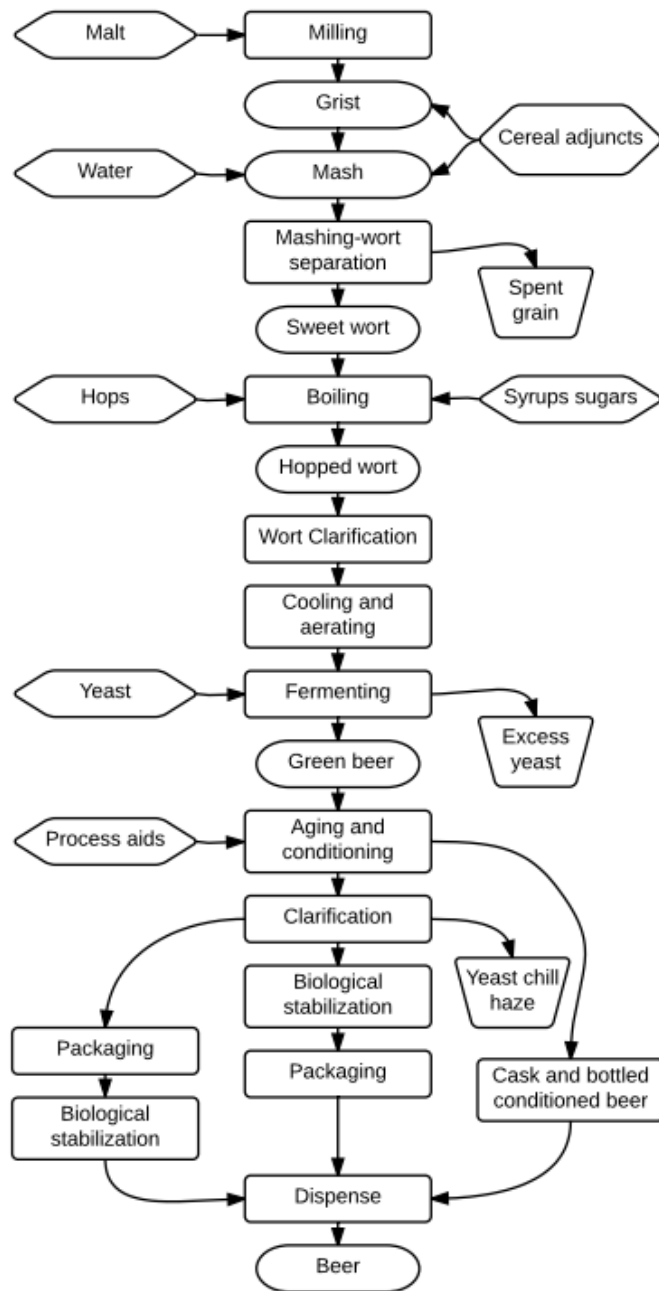 Malt
Milling
Grist
Cereal adjuncts
Water
Mash
Mashing-wort
separation
Spent
grain
Sweet wort
Hops
Boiling
Syrups sugars
Hopped wort
Wort Clarification
Cooling and
aerating
Yeast
Fermenting
Excess
yeast
Green beer
Process aids
Aging and
conditioning
Clarification
Biological
stabilization
Yeast chill
haze
Packaging
Packaging
Cask and bottled
conditioned beer
Biological
stabilization
Dispense
Beer